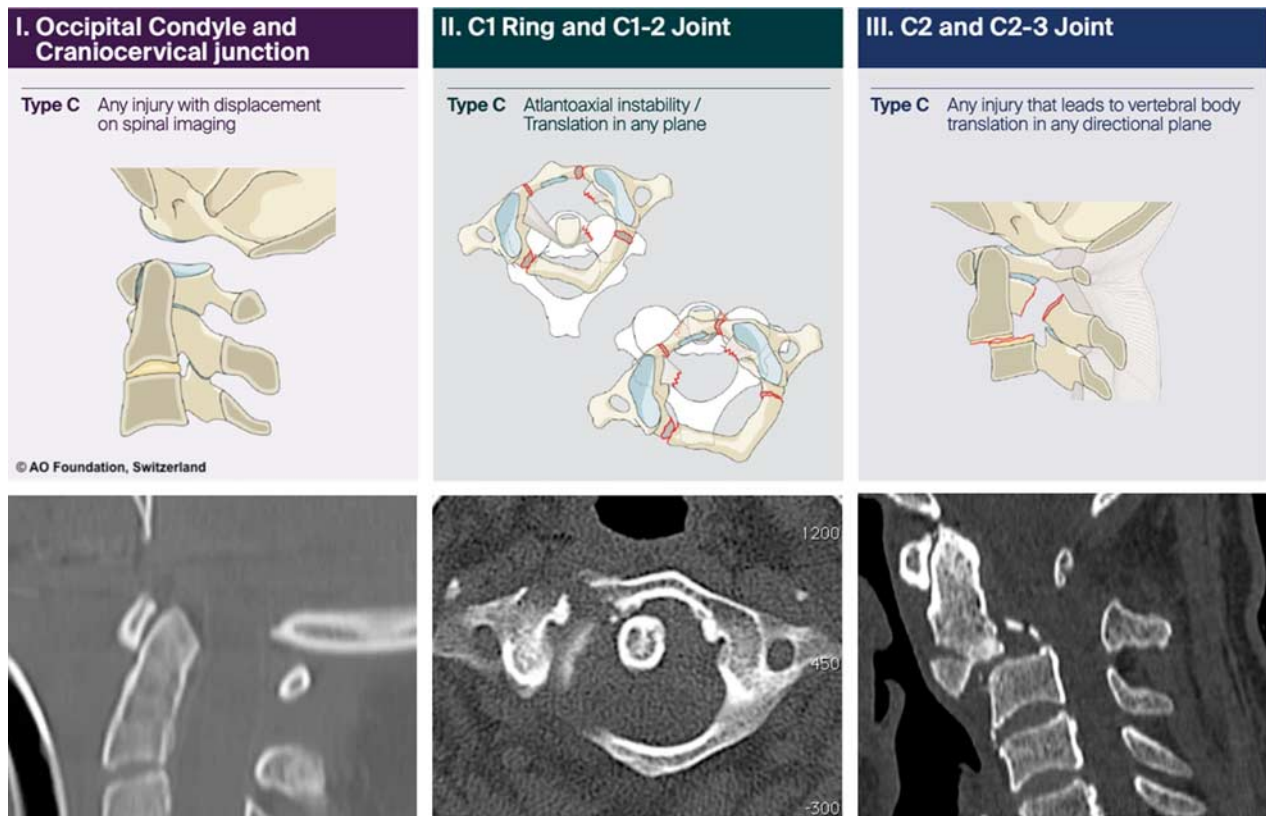 I. Occipital Condyle and
Craniocervical junction
Type C Any injury with displacement
on spinal imaging
© AO Foundation, Switzerland
II. C1 Ring and C1-2 Joint
Type C Atlantoaxial instability /
Translation in any plane
III. C2 and C2-3 Joint
Type C Any injury that leads to vertebral body
translation in any directional plane
1200
450
-300